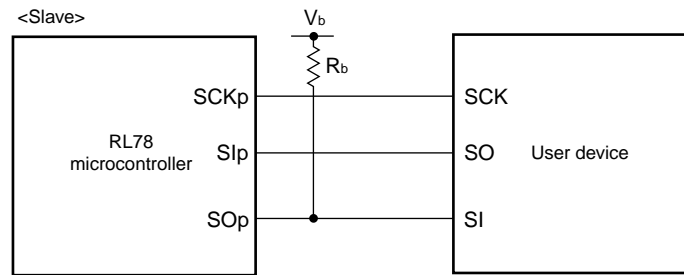 <Slave>
Vb
Rb
SCKp
SCK
RL78
microcontroller
SIp
SO
User device
SOp
SI